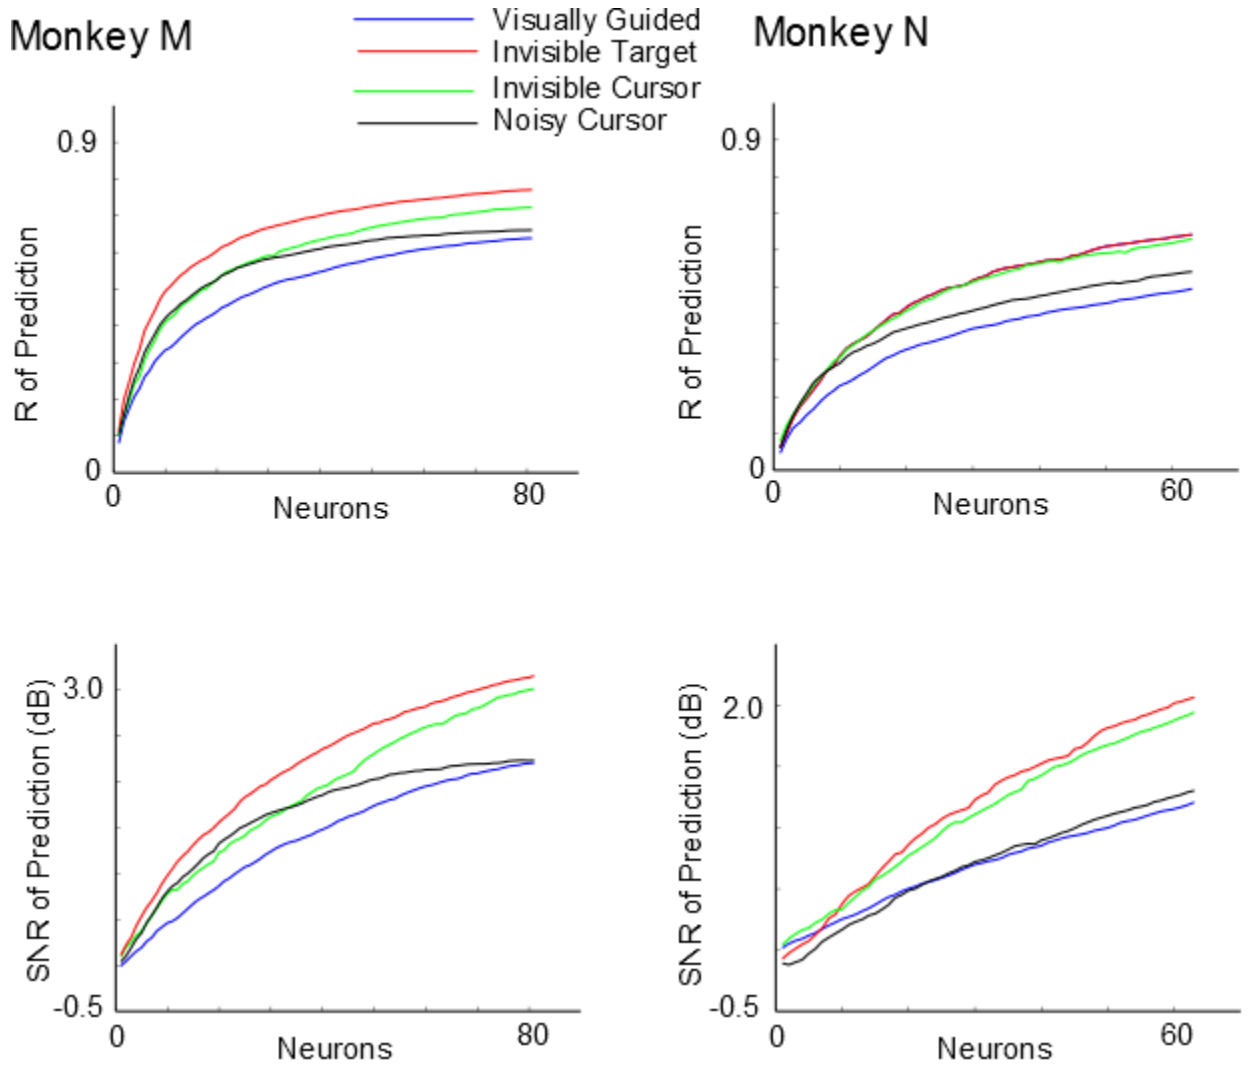 Monkey M
Visually Guided
Invisible Target
Invisible Cursor
Noisy Cursor
Monkey N
0.9
R of Prediction
0
0
Neurons
80
0.9
R of Prediction
0
0
Neurons
60
3.0
SNR of Prediction (dB)
-0.5
0
Neurons
80
2.0
SNR of Prediction (dB)
-0.5
0
Neurons
60